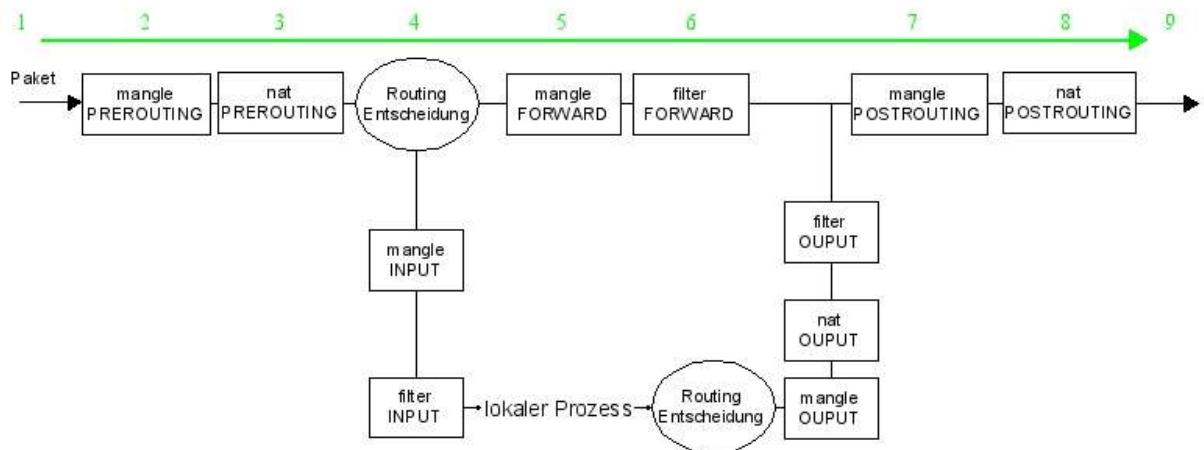 1 2 3 4 5 6 7 8 9
Paket
mangle
PREROUTING
nat
PREROUTING
Routing
Entscheidung
mangle
FORWARD
filter
FORWARD
mangle
POSTROUTING
nat
POSTROUTING
mangle
INPUT
filter
OUPUT
nat
OUPUT
filter
INPUT
lokaler Prozess
Routing
Entscheidung
mangle
OUPUT